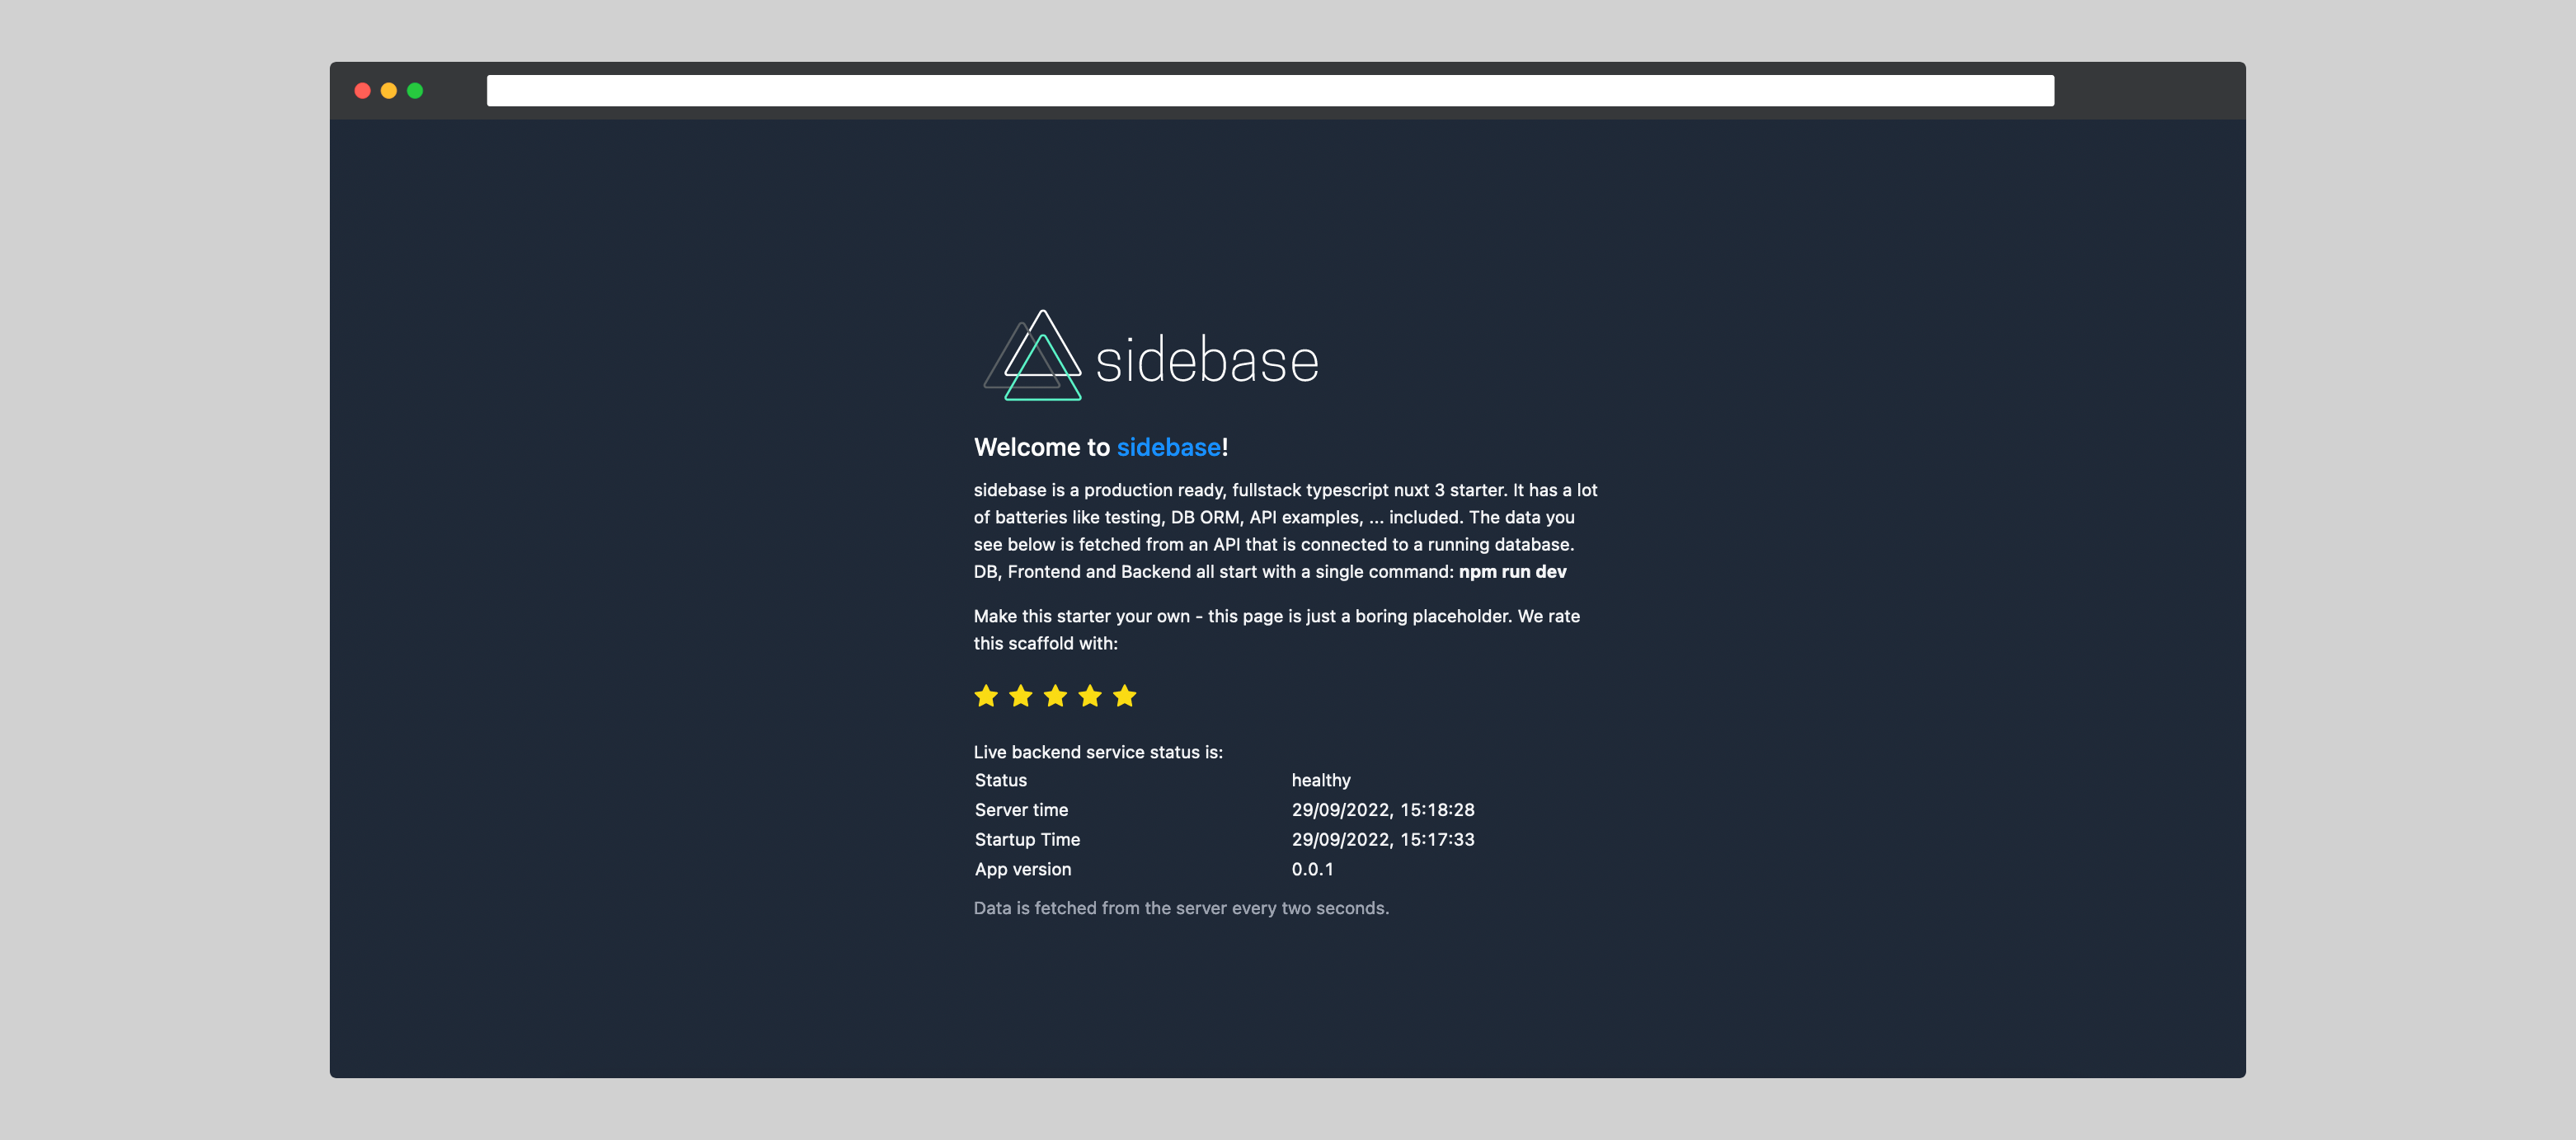 sidebase
Welcome to sidebase!
sidebase is a production ready, fullstack typescript nuxt 3 starter. It has a lot
of batteries like testing, DB ORM, API examples, ... included. The data you
see below is fetched from an API that is connected to a running database.
DB, Frontend and Backend all start with a single command: npm run dev
Make this starter your own - this page is just a boring placeholder. We rate
this scaffold with:
Live backend service status is:
Status healthy
Server time 29/09/2022, 15:18:28
Startup Time 29/09/2022, 15:17:33
App version 0.0.1
Data is fetched from the server every two seconds.